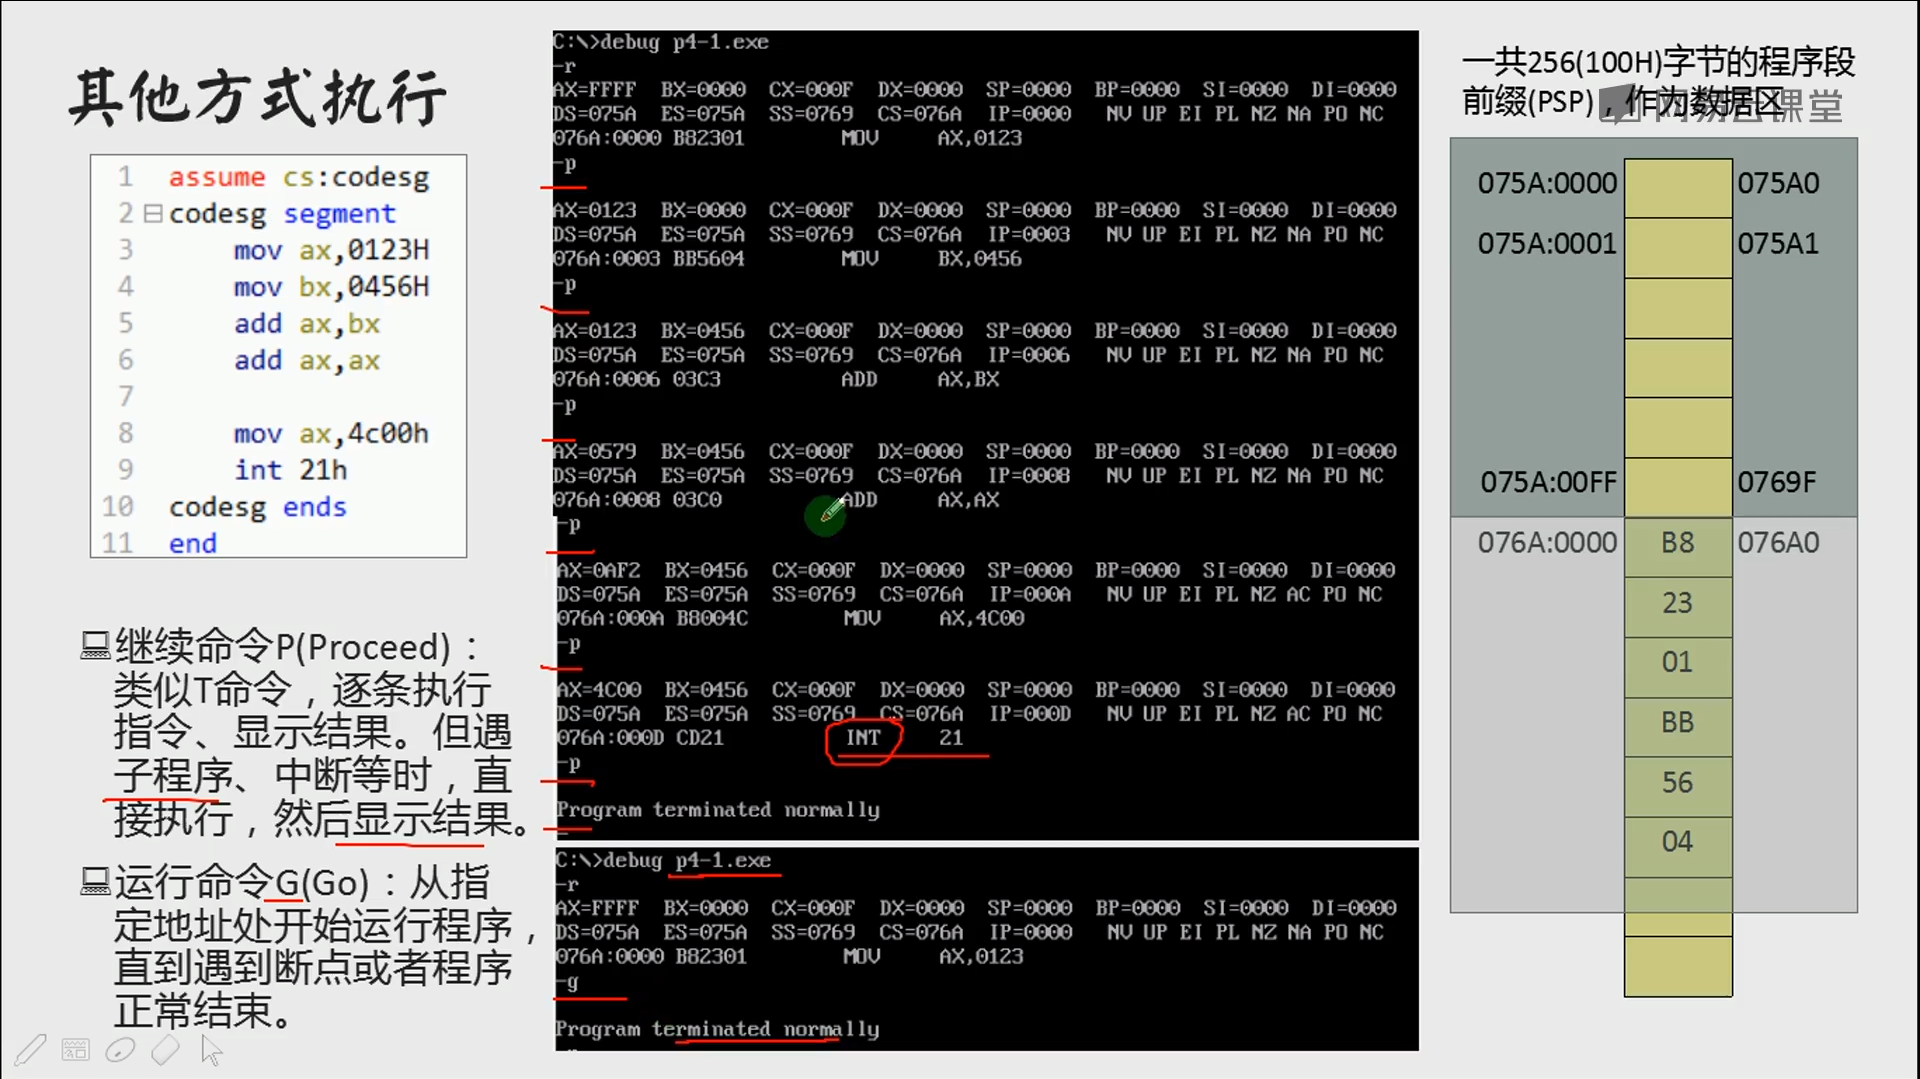 其他方式执行
1 assume cs:codesg
2 codesg segment
3 mov ax,0123H
4 mov bx,0456H
5 add ax,bx
6 add ax,ax
7
8 mov ax,4c00h
9 int 21h
10 codesg ends
11 end
继续命令P(Proceed)：
类似T命令，逐条执行
指令、显示结果。但遇
子程序、中断等时，直
接执行，然后显示结果。
运行命令G(Go)：从指
定地址处开始运行程序，
直到遇到断点或者程序
正常结束。
C:\>debug p4-1.exe
-r
AX=FFFF BX=0000 CX=000F DX=0000 SP=0000 BP=0000 SI=0000 DI=0000
DS=075A ES=075A SS=0769 CS=076A IP=0000 NV UP EI PL NZ NA PO NC
076A:0000 B82301 MOV AX,0123
-p
AX=0123 BX=0000 CX=000F DX=0000 SP=0000 BP=0000 SI=0000 DI=0000
DS=075A ES=075A SS=0769 CS=076A IP=0003 NV UP EI PL NZ NA PO NC
076A:0003 BB5604 MOV BX,0456
-p
AX=0123 BX=0456 CX=000F DX=0000 SP=0000 BP=0000 SI=0000 DI=0000
DS=075A ES=075A SS=0769 CS=076A IP=0006 NV UP EI PL NZ NA PO NC
076A:0006 03C3 ADD AX,BX
-p
AX=0579 BX=0456 CX=000F DX=0000 SP=0000 BP=0000 SI=0000 DI=0000
DS=075A ES=075A SS=0769 CS=076A IP=0008 NV UP EI PL NZ NA PO NC
076A:0008 03C0 ADD AX,AX
-p
AX=0AF2 BX=0456 CX=000F DX=0000 SP=0000 BP=0000 SI=0000 DI=0000
DS=075A ES=075A SS=0769 CS=076A IP=000A NV UP EI PL NZ AC PO NC
076A:000A B8004C MOV AX,4C00
-p
AX=4C00 BX=0456 CX=000F DX=0000 SP=0000 BP=0000 SI=0000 DI=0000
DS=075A ES=075A SS=0769 CS=076A IP=000D NV UP EI PL NZ AC PO NC
076A:000D CD21 INT 21
-p
Program terminated normally
C:\>debug p4-1.exe
-r
AX=FFFF BX=0000 CX=000F DX=0000 SP=0000 BP=0000 SI=0000 DI=0000
DS=075A ES=075A SS=0769 CS=076A IP=0000 NV UP EI PL NZ NA PO NC
076A:0000 B82301 MOV AX,0123
-g
Program terminated normally
一共256(100H)字节的程序段
前缀(PSP)，作为数据区
网易云课堂
075A:0000 075A0
075A:0001 075A1
075A:00FF 0769F
076A:0000 B8 076A0
23
01
BB
56
04